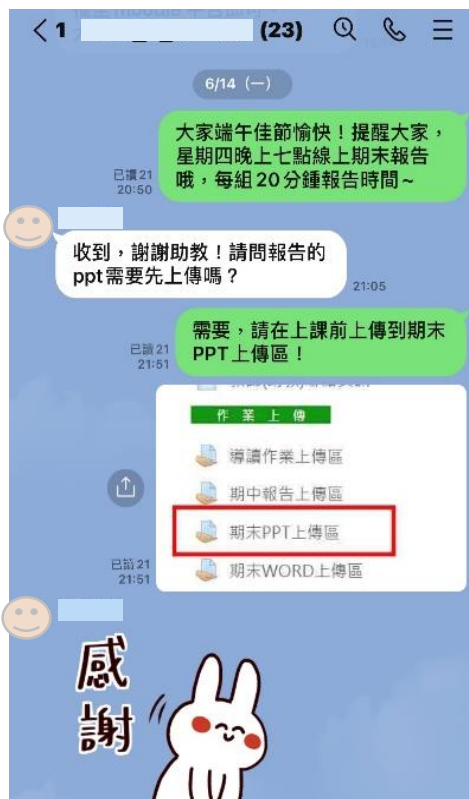 1
(23)
6/14（一）
大家端午佳節愉快！提醒大家，
星期四晚上七點線上期末報告
哦，每組20分鐘報告時間~
已讀21
20:50
收到，謝謝助教！請問報告的
ppt需要先上傳嗎？
21:05
需要，請在上課前上傳到期末
PPT上傳區！
已讀21
21:51
作業上傳
導讀作業上傳區
期中報告上傳區
期末PPT上傳區
期末WORD上傳區
已讀21
21:51
感
謝